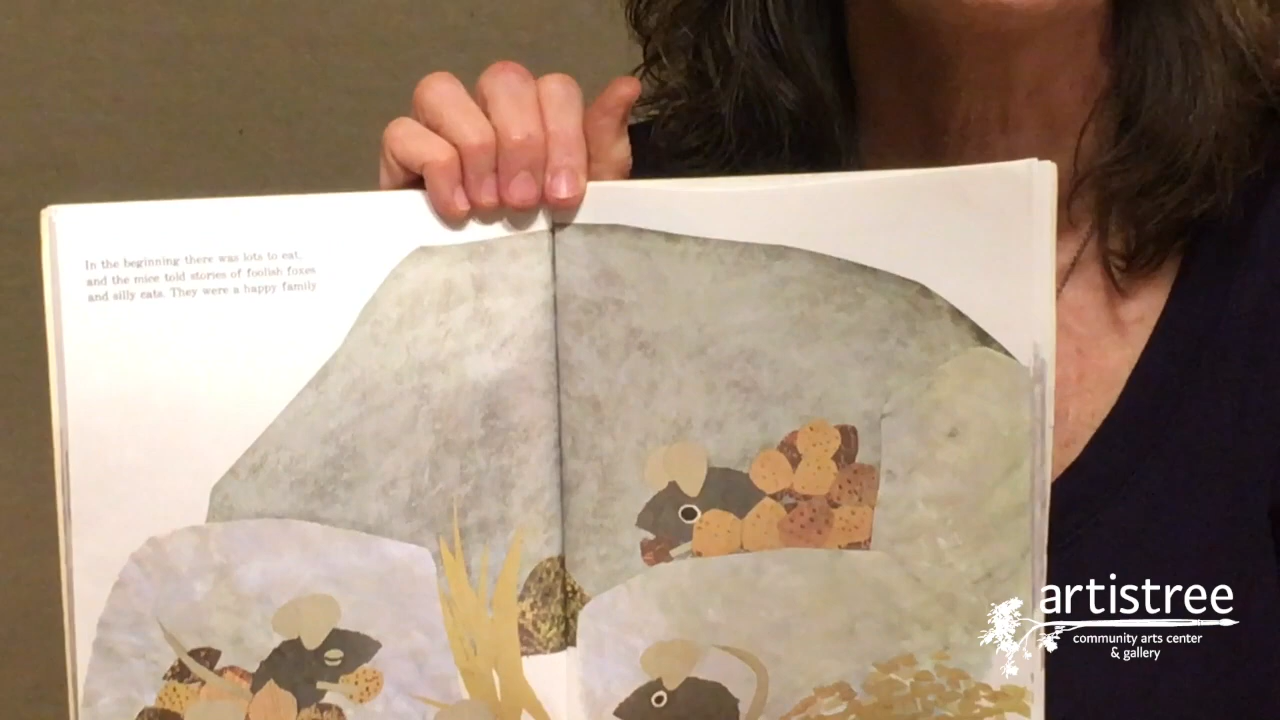 In the beginning there was lots to eat,
and the mice told stories of foolish foxes
and silly cats. They were a happy family
artistree
community arts center
& gallery